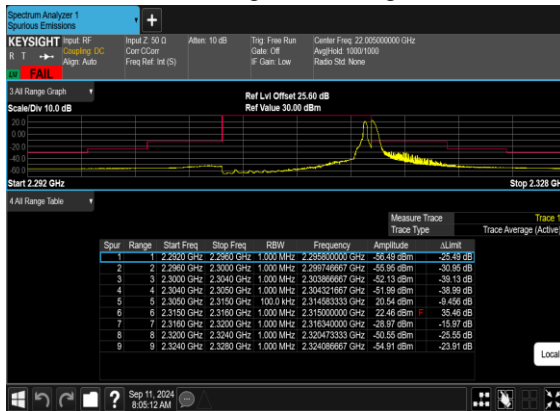 Spectrum Analyzer 1
Spurious Emissions
KEYSIGHT Input: RF Input Z: 50 Ω Atten: 10 dB Trig: Free Run Center Freq: 22.005000000 GHz
R T Coupling: DC Corr CCorr Gate: Off Avg|Hold: 1000/1000
Align: Auto Freq Ref: Int (S) IF Gain: Low Radio Std: None
FAIL
3 All Range Graph
Ref Lvl Offset 25.60 dB
Scale/Div 10.0 dB Ref Value 30.00 dBm
20.0
0.00
-20.0
-40.0
-60.0
Start 2.292 GHz Stop 2.328 GH
4 All Range Table
Measure Trace Trace 1
Trace Type Trace Average (Active)
Spur Range Start Freq Stop Freq RBW Frequency Amplitude ΔLimit
1 1 2.2920 GHz 2.2960 GHz 1.000 MHz 2.295800000 GHz -56.49 dBm -25.49 dB
2 2 2.2960 GHz 2.3000 GHz 1.000 MHz 2.299746667 GHz -55.95 dBm -30.95 dB
3 3 2.3000 GHz 2.3040 GHz 1.000 MHz 2.303866667 GHz -52.13 dBm -39.13 dB
4 4 2.3040 GHz 2.3050 GHz 1.000 MHz 2.304321667 GHz -51.99 dBm -38.99 dB
5 5 2.3050 GHz 2.3150 GHz 100.0 kHz 2.314583333 GHz 20.54 dBm -9.456 dB
6 6 2.3150 GHz 2.3160 GHz 1.000 MHz 2.315000000 GHz 22.46 dBm F 35.46 dB
7 7 2.3160 GHz 2.3200 GHz 1.000 MHz 2.316340000 GHz -28.97 dBm -15.97 dB
8 8 2.3200 GHz 2.3240 GHz 1.000 MHz 2.320473333 GHz -50.55 dBm -25.55 dB
9 9 2.3240 GHz 2.3280 GHz 1.000 MHz 2.324086667 GHz -54.91 dBm -23.91 dB
Local
? Sep 11, 2024
8:05:12 AM